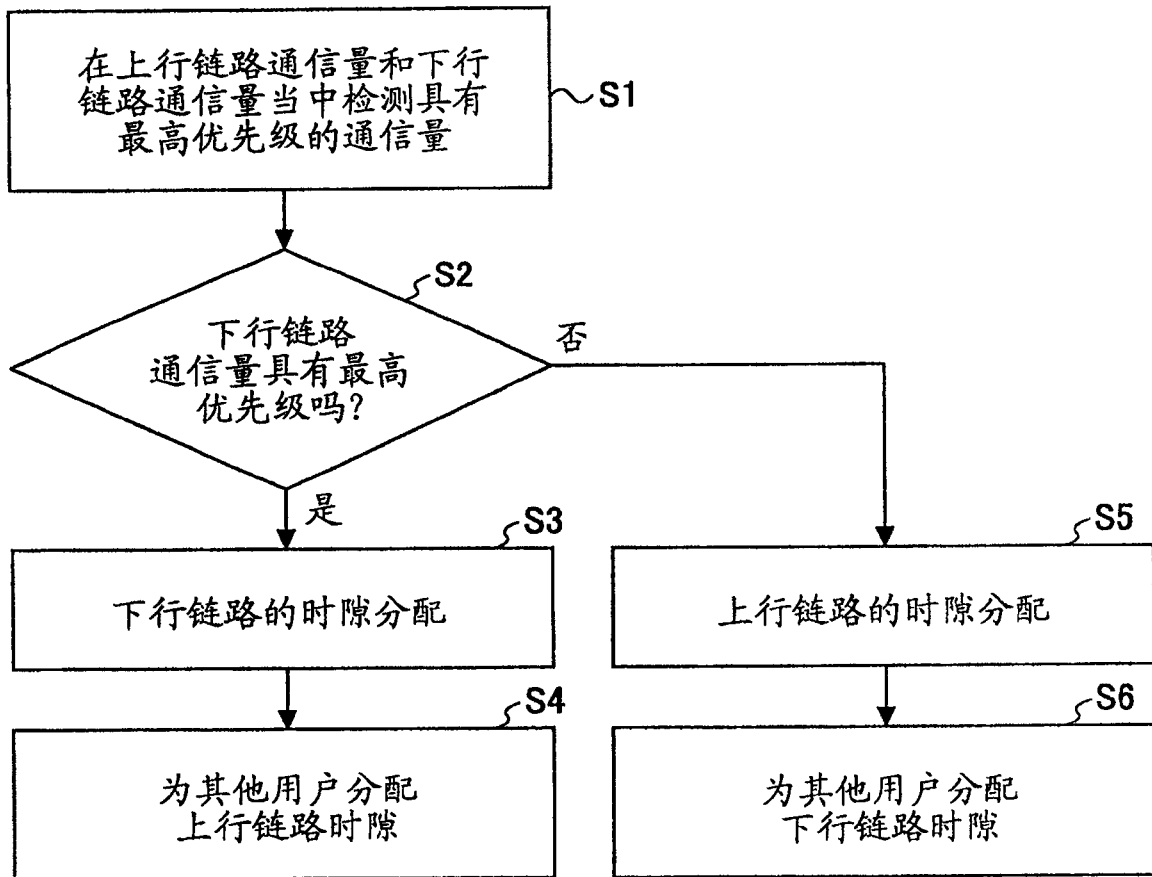 在上行链路通信量和下行
链路通信量当中检测具有
最高优先级的通信量
S1
S2
下行链路
通信量具有最高
优先级吗?
否
是
S3
下行链路的时隙分配
S5
上行链路的时隙分配
S4
为其他用户分配
上行链路时隙
S6
为其他用户分配
下行链路时隙